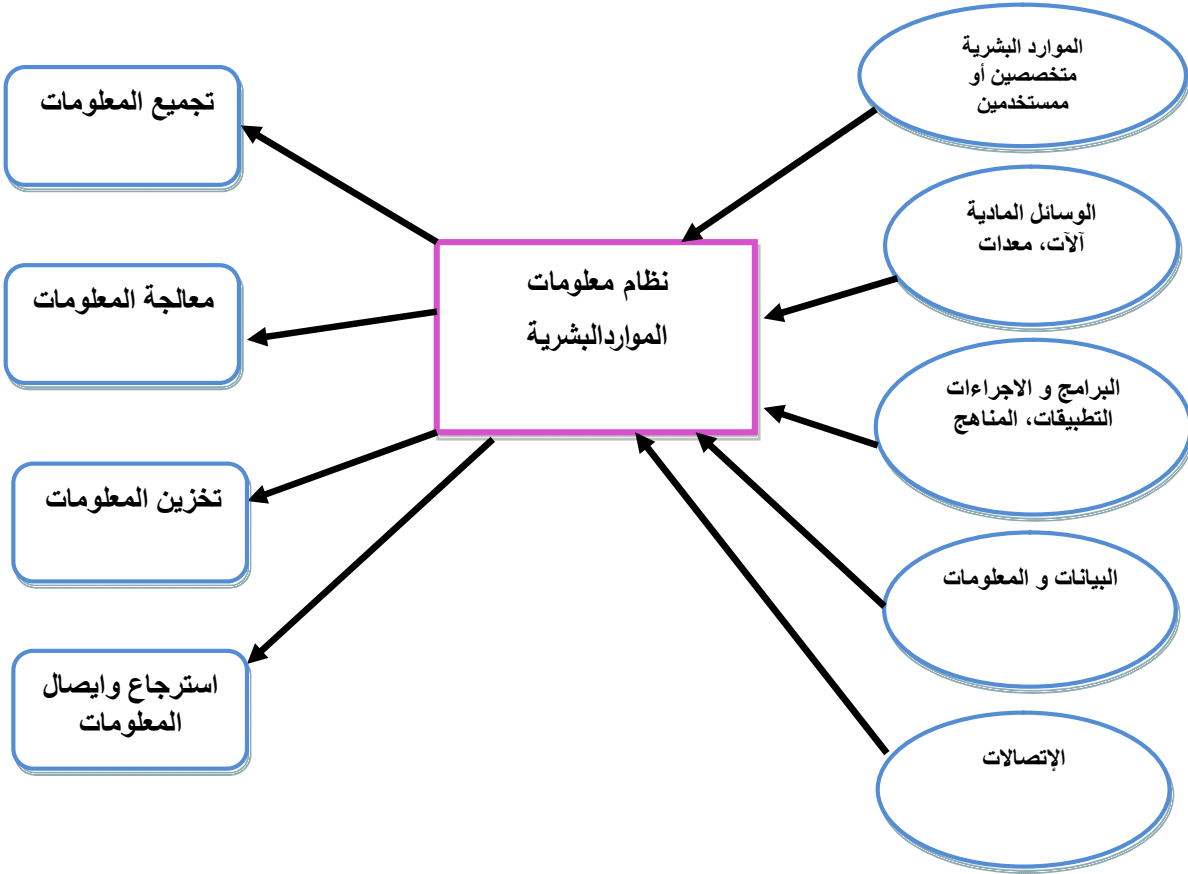 الموارد البشرية
متخصصين أو
ممستخدمين
الوسائل المادية
آلآت، معدات
البرامج و الاجراءات
التطبيقات، المناهج
البيانات و المعلومات
الإتصالات
نظام معلومات
المواردالبشرية
تجميع المعلومات
معالجة المعلومات
تخزين المعلومات
استرجاع وايصال
المعلومات